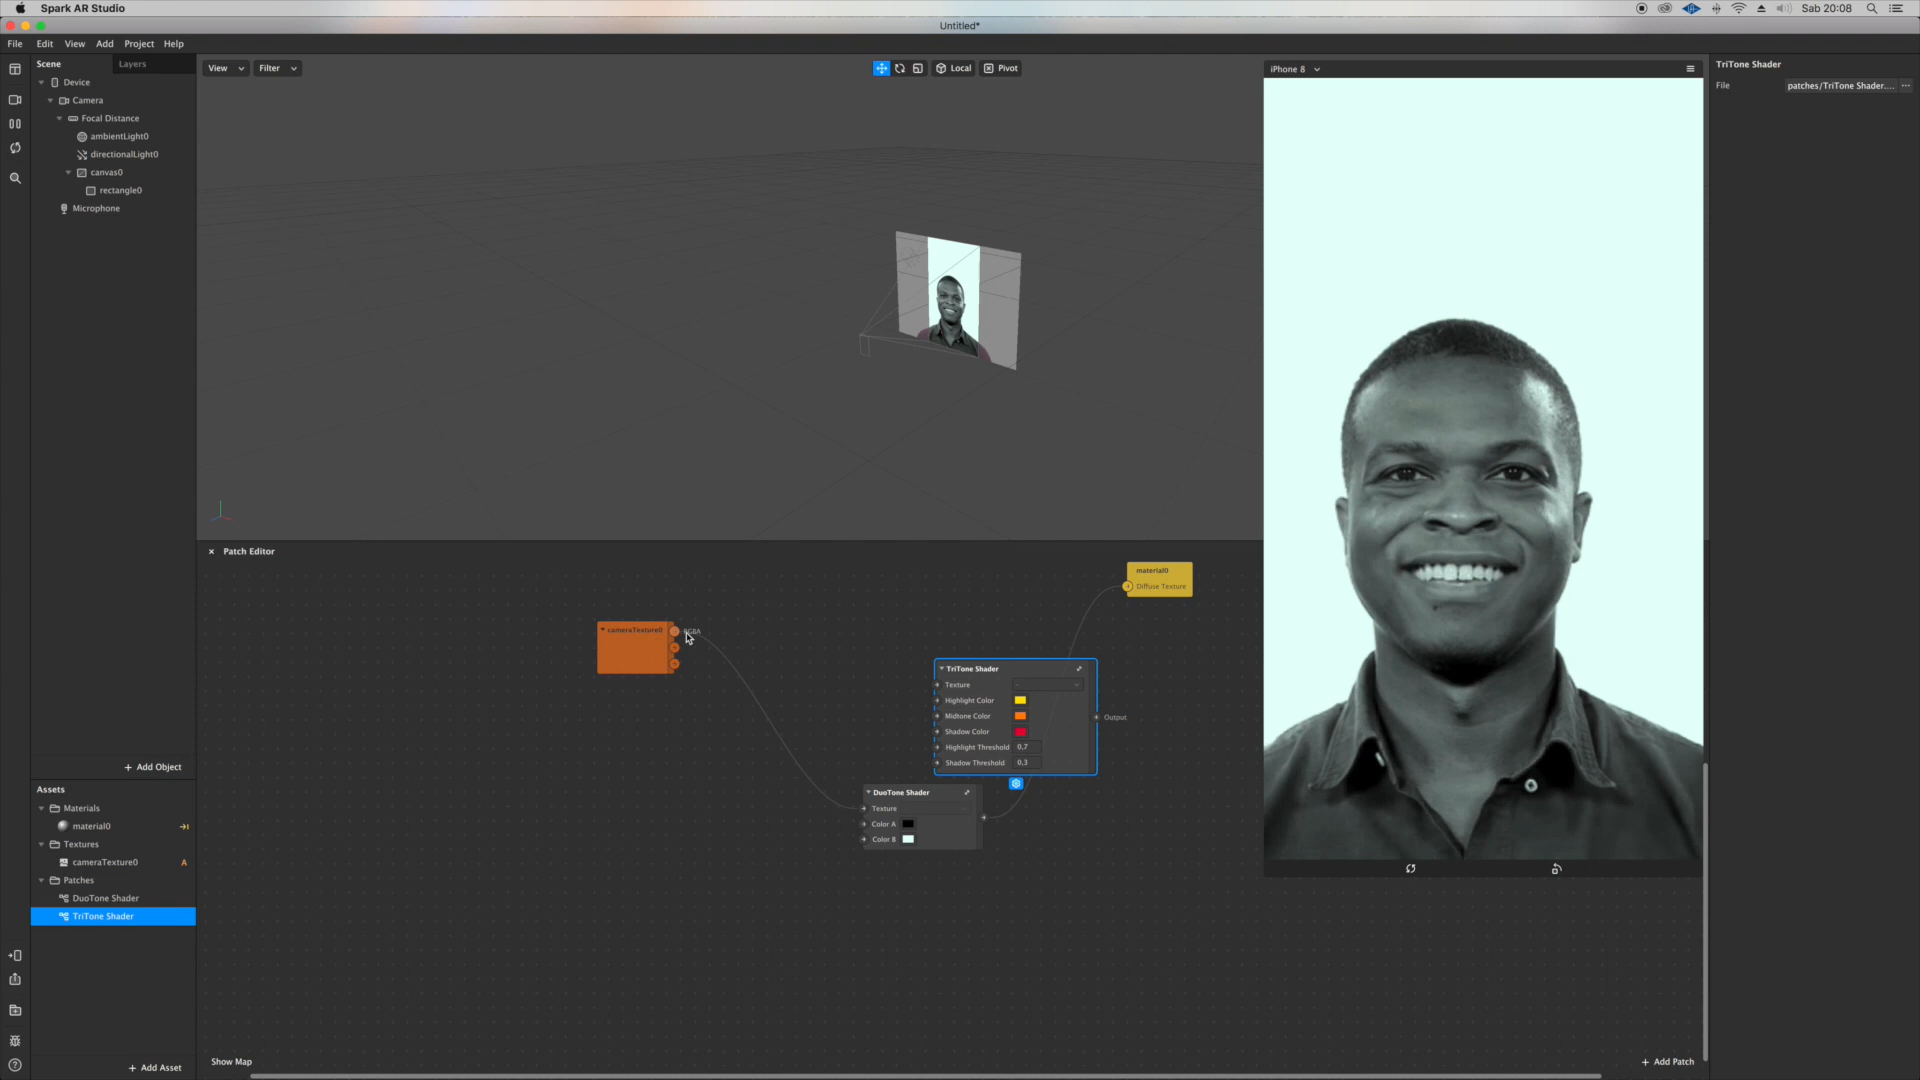 Spark AR Studio
Sab 20:08
Untitled*
File Edit View Add Project Help
Scene Layers
View Filter
Local Pivot
iPhone 8
TriTone Shader
File patches/TriTone Shader....
Device
Camera
Focal Distance
ambientLight0
directionalLight0
canvas0
rectangle0
Microphone
+ Add Object
Assets
Materials
material0
Textures
cameraTexture0 A
Patches
DuoTone Shader
TriTone Shader
+ Add Asset
× Patch Editor
material0
Diffuse Texture
cameraTexture0
RGBA
TriTone Shader
Texture -
Highlight Color
Midtone Color
Shadow Color
Highlight Threshold 0,7
Shadow Threshold 0,3
Output
DuoTone Shader
Texture
Color A
Color B
Show Map
+ Add Patch